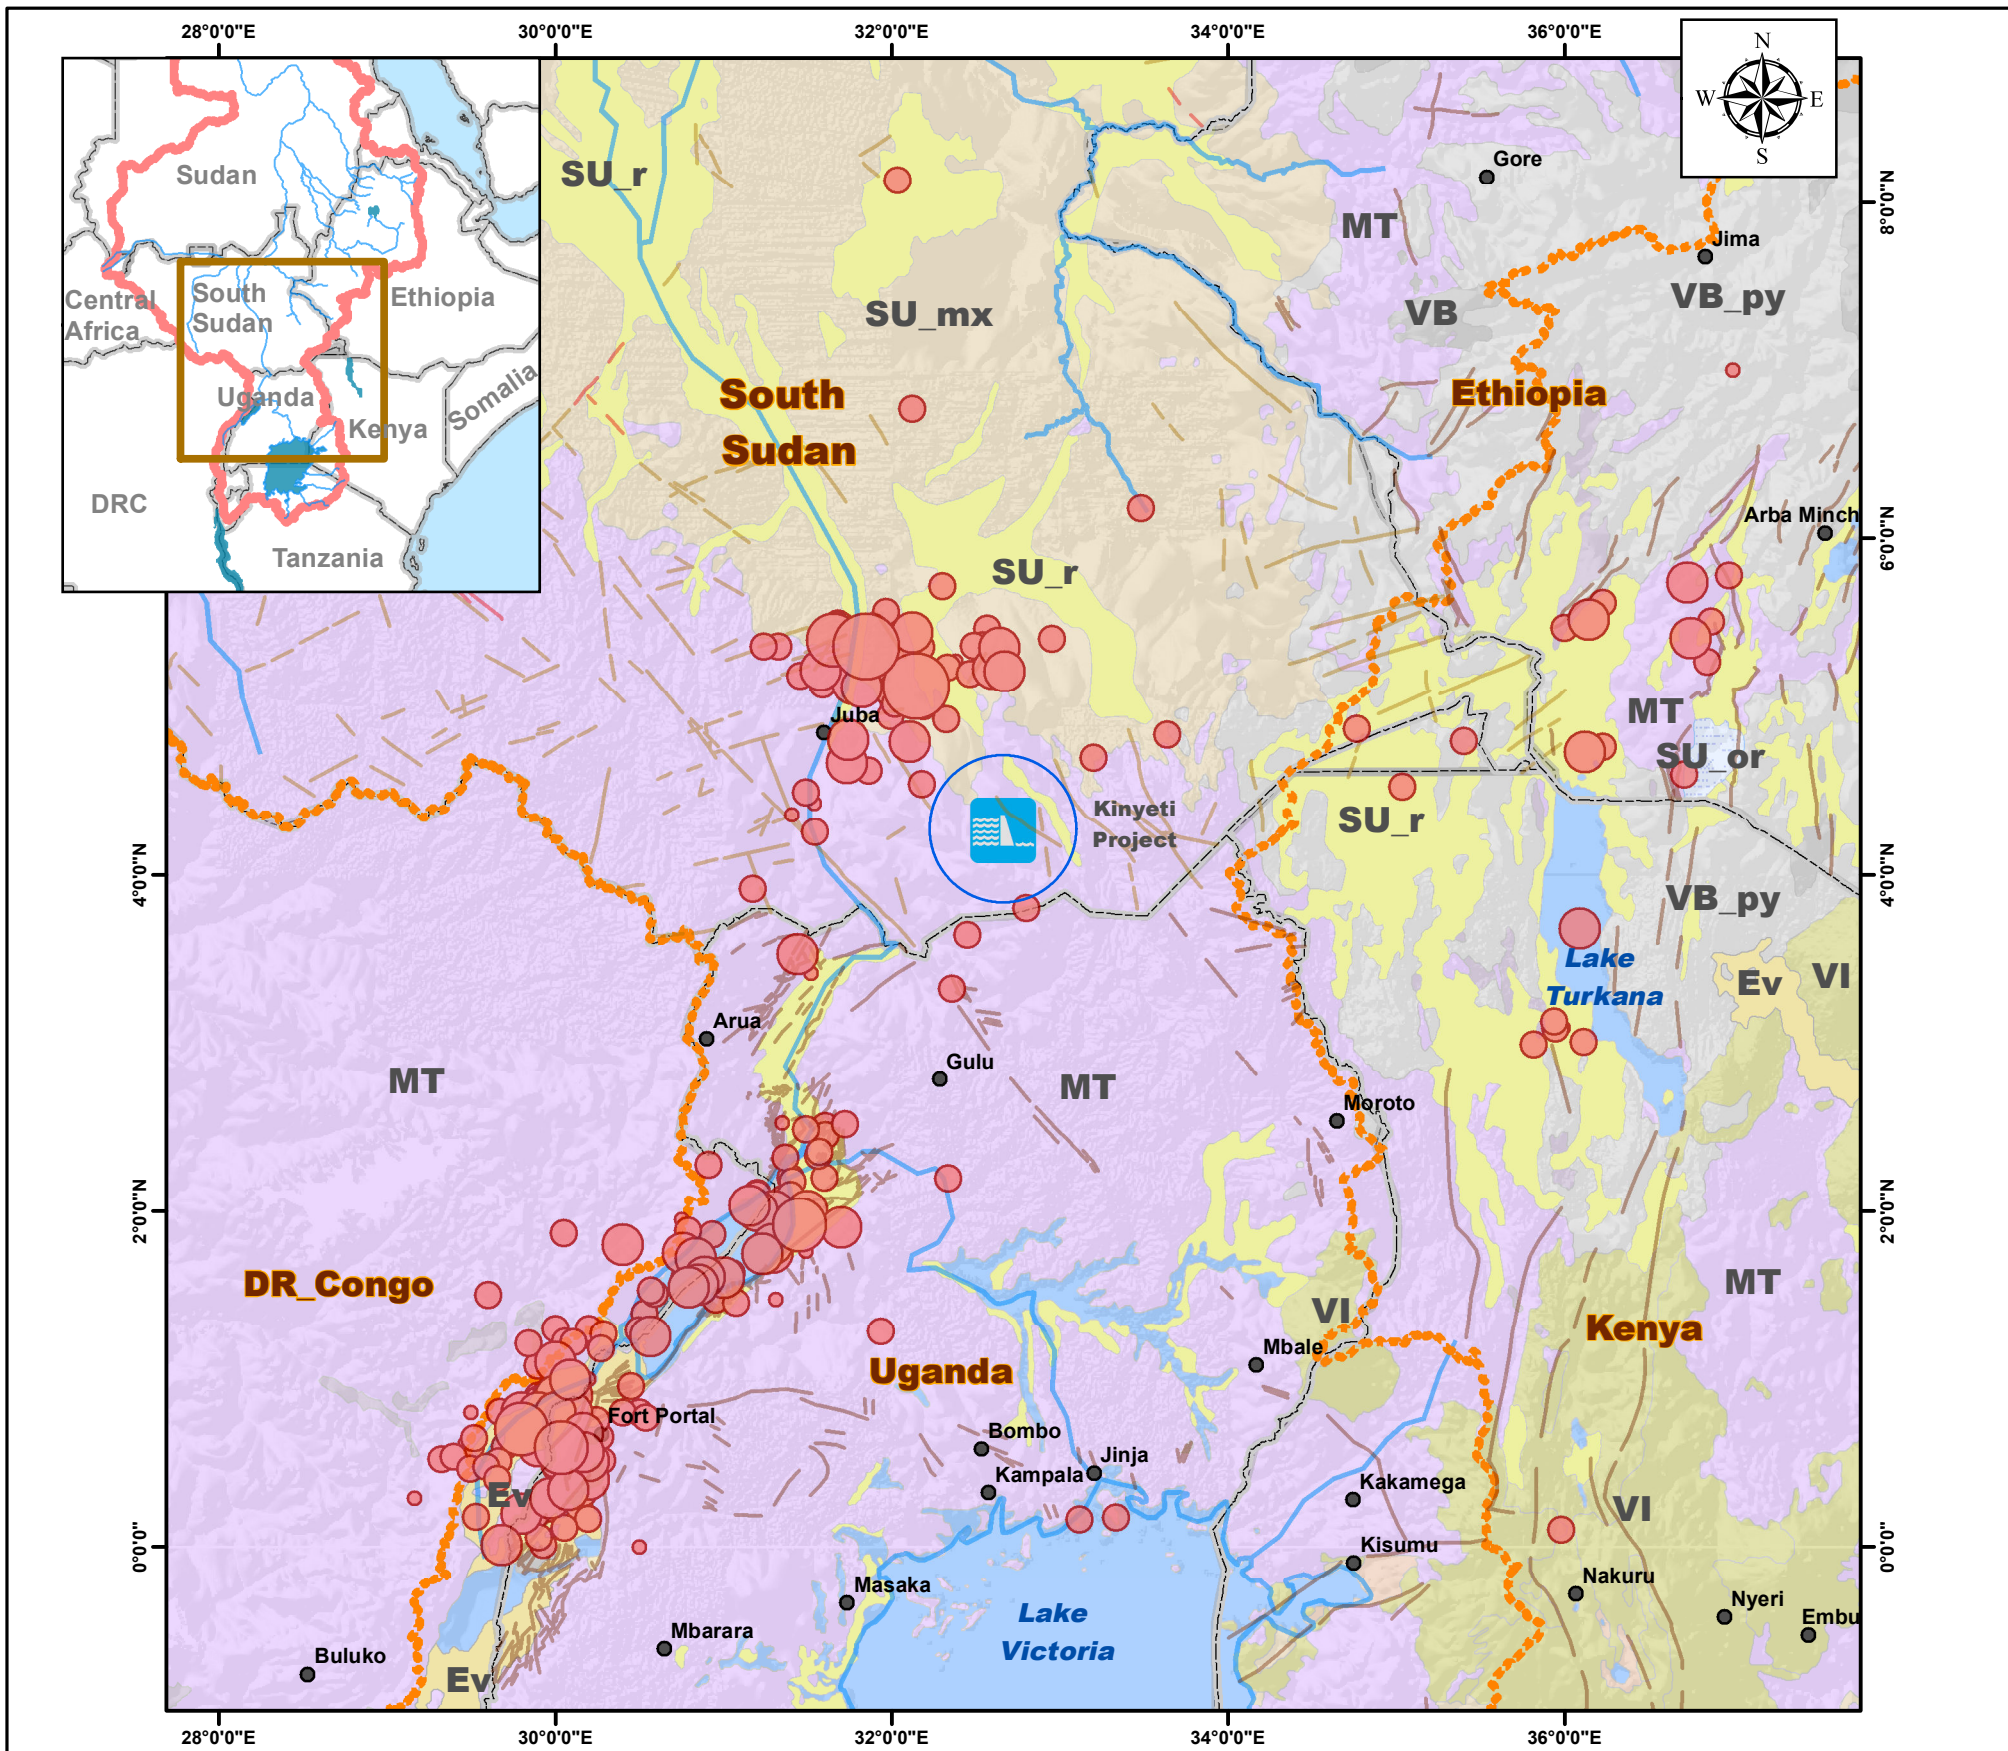 28°0'0"E
30°0'0"E
32°0'0"E
34°0'0"E
36°0'0"E
N
W
E
S
Sudan
Central
Africa
South
Sudan
Ethiopia
Uganda
Kenya
Somalia
DRC
Tanzania
SU_r
Gore
MT
8°0'0"N
Jima
VB_py
VB
SU_mx
South
Sudan
Ethiopia
Arba Minch
6°0'0"N
SU_r
Juba
MT
SU_or
Kinyeti
Project
SU_r
4°0'0"N
4°0'0"N
VB_py
Lake
Turkana
Ev
VI
Arua
Gulu
MT
MT
Moroto
2°0'0"N
2°0'0"N
DR_Congo
MT
VI
Kenya
Mbale
Uganda
Fort Portal
Bombo
Jinja
Kampala
Kakamega
Ev
VI
0°0'0"
0°0'0"
Kisumu
Nakuru
Masaka
Lake
Victoria
Nyeri
Embu
Mbarara
Buluko
Ev
28°0'0"E
30°0'0"E
32°0'0"E
34°0'0"E
36°0'0"E